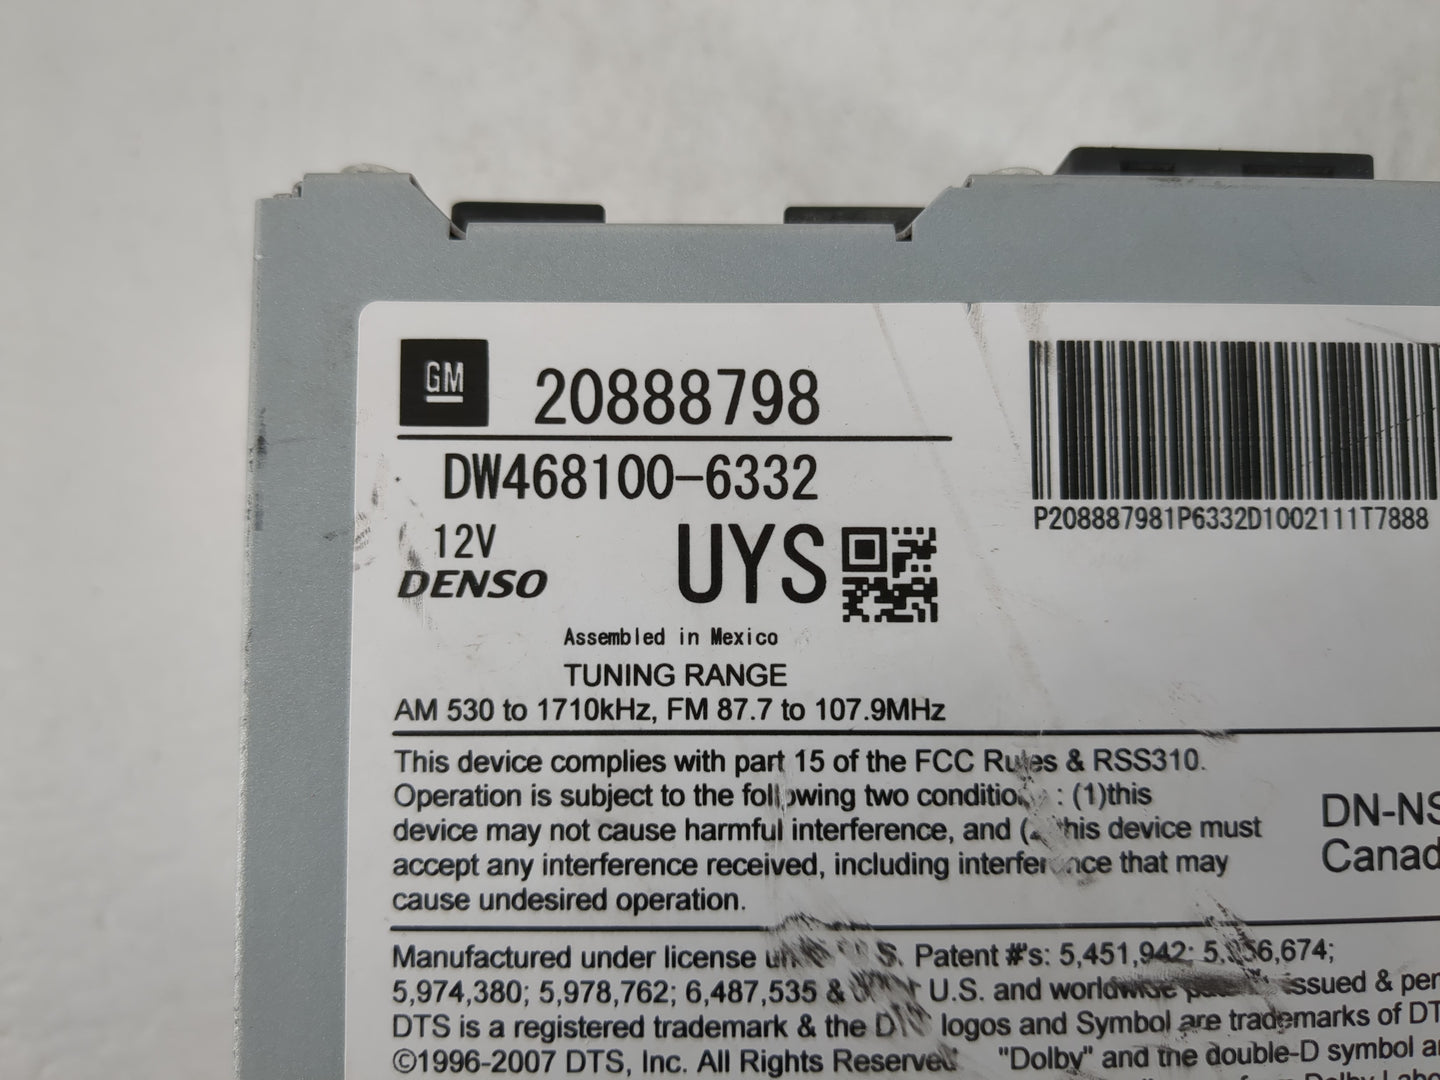 GM 20888798
DW468100-6332
P208887981P6332D1002111T7888
12V
DENSO
UYS
Assembled in Mexico
TUNING RANGE
AM 530 to 1710kHz, FM 87.7 to 107.9MHz
This device complies with part 15 of the FCC Rules & RSS310.
Operation is subject to the following two : (1)this
device may not cause harmful interference, and this device must
accept any interference received, including interference that may
cause undesired operation.
DN-NS
Canad
Manufactured under license U.S. Patent #'s: 5,451,942;
5,974,380; 5,978,762; 6,487,535 & U.S. and worldwide issued & per
DTS is a registered trademark & the logos and Symbol are trademarks of DT
©1996-2007 DTS, Inc. All Rights Reserved "Dolby" and the double-D symbol a